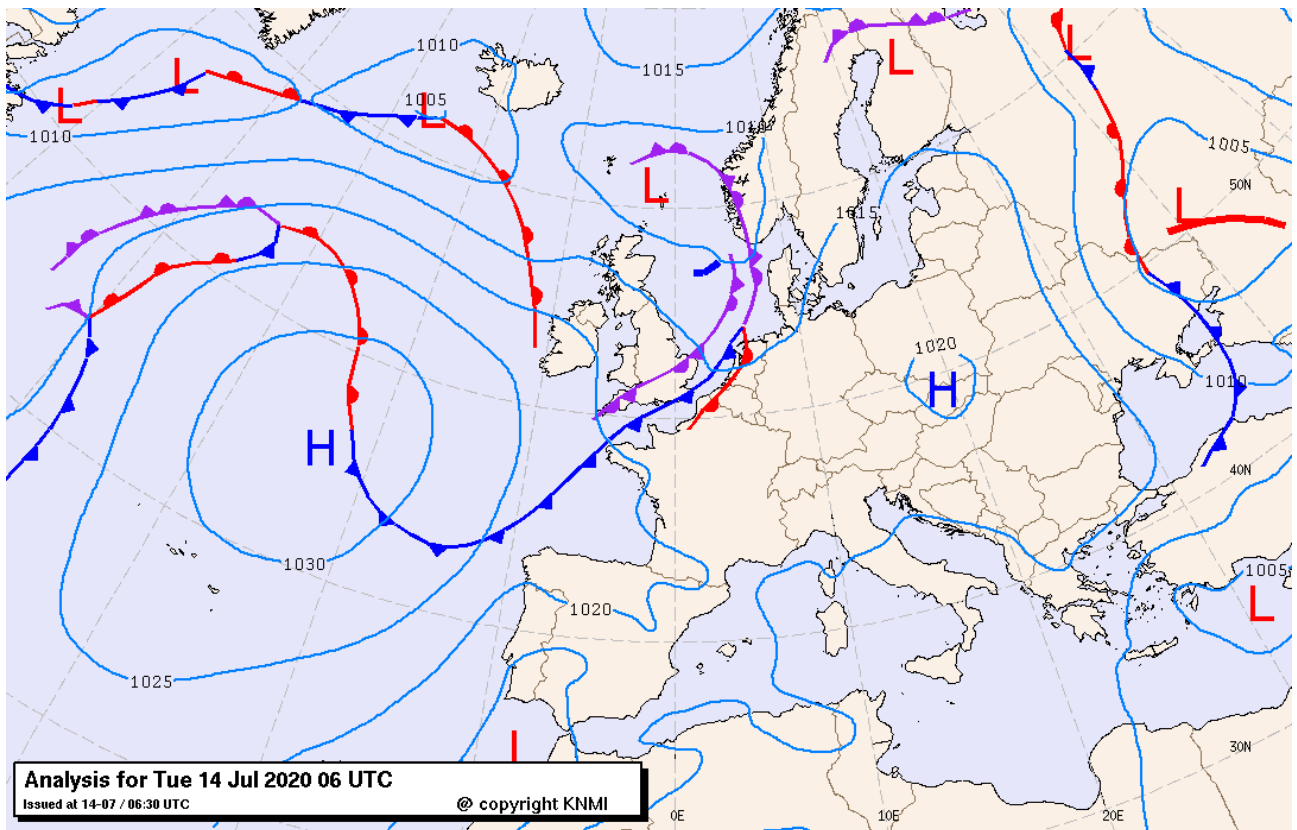 1010
L
1015
L
L
L
1005
L
1010
1010
1005
L
50N
1015
1020
H
1010
H
40N
1030
1005
1020
L
1025
L
30N
Analysis for Tue 14 Jul 2020 06 UTC
Issued at 14-07 / 06:30 UTC
@ copyright KNMI
0E
10E
20E